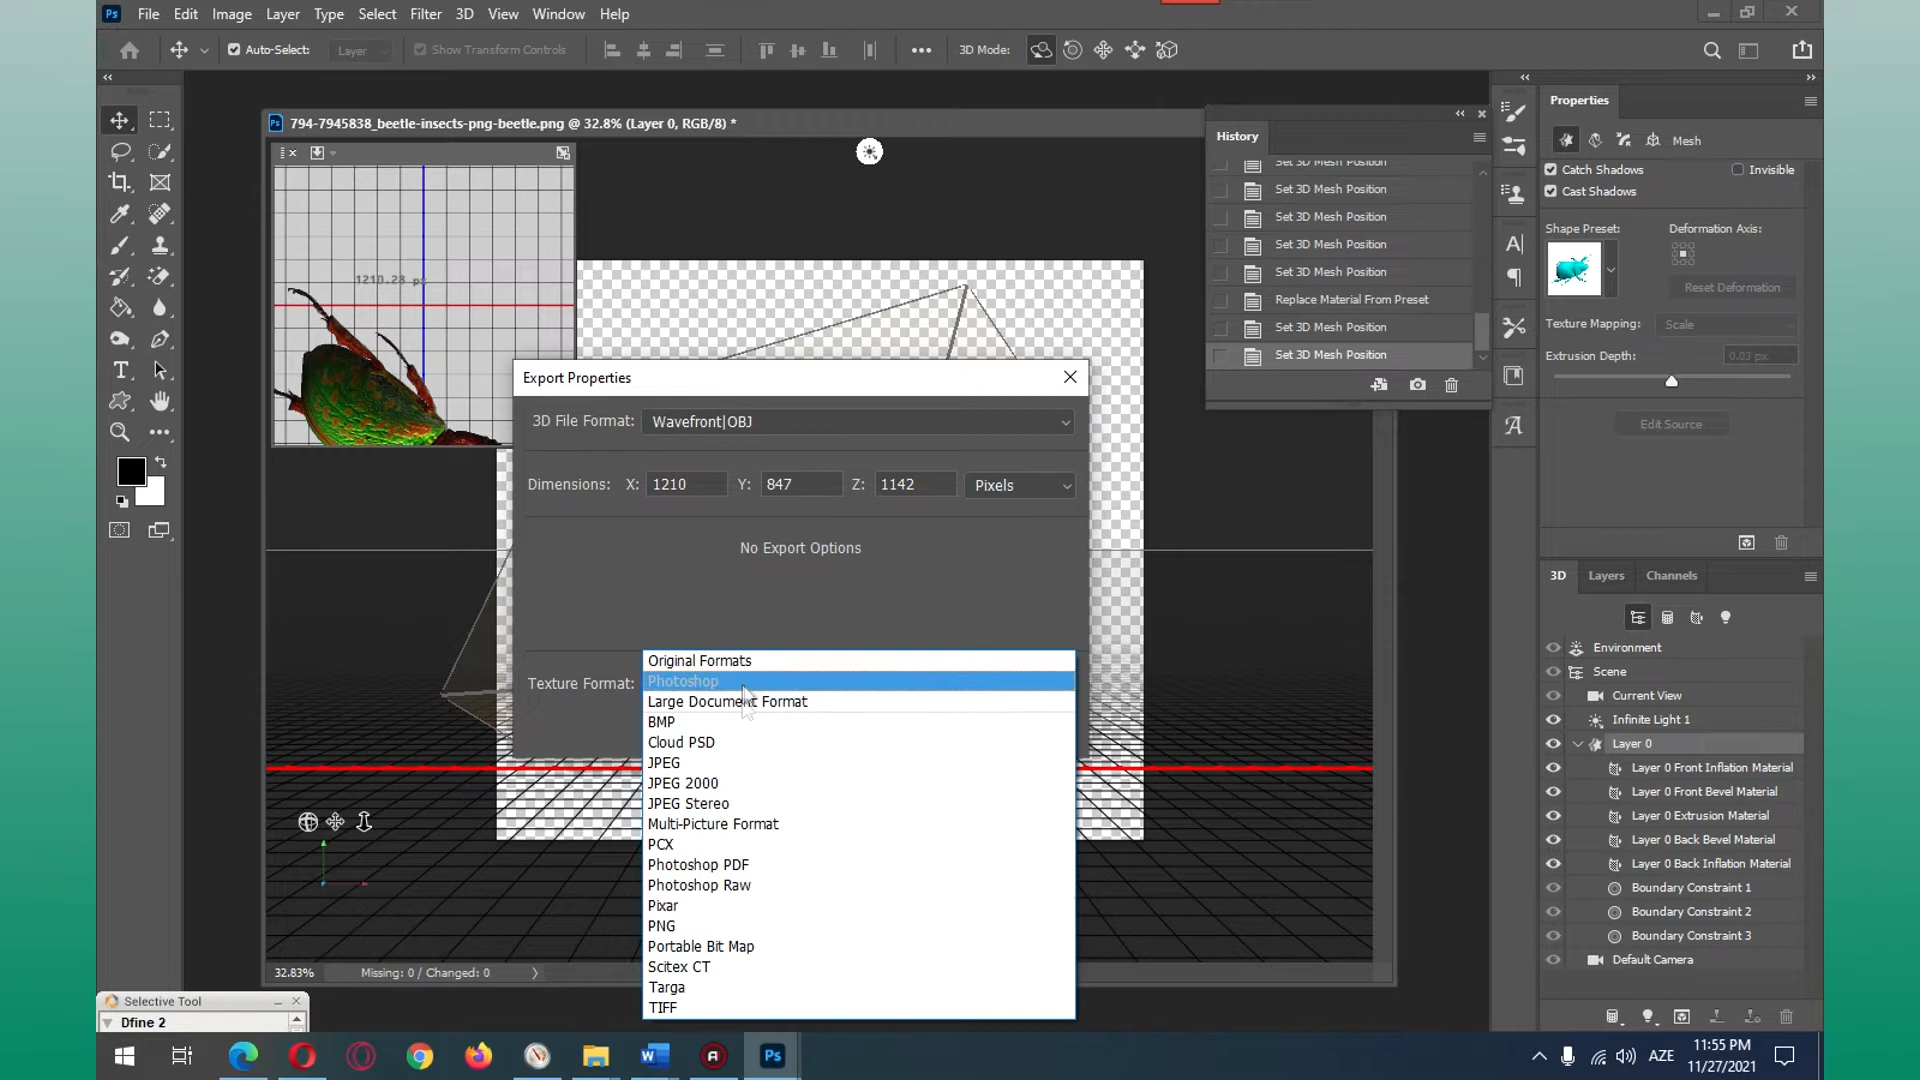 Ps File Edit Image Layer Type Select Filter 3D View Window Help
Auto-Select: Layer Show Transform Controls 3D Mode:
794-7945838_beetle-insects-png-beetle.png @ 32.8% (Layer 0, RGB/8) *
1210.28 px
History
Set 3D Mesh Position
Set 3D Mesh Position
Set 3D Mesh Position
Set 3D Mesh Position
Set 3D Mesh Position
Replace Material From Preset
Set 3D Mesh Position
Set 3D Mesh Position
Properties
Mesh
Catch Shadows Invisible
Cast Shadows
Shape Preset: Deformation Axis:
Reset Deformation
Texture Mapping: Scale
Extrusion Depth: 0.03 px
Edit Source
Export Properties
3D File Format: Wavefront|OBJ
Dimensions: X: 1210 Y: 847 Z: 1142 Pixels
No Export Options
Texture Format:
Original Formats
Photoshop
Large Document Format
BMP
Cloud PSD
JPEG
JPEG 2000
JPEG Stereo
Multi-Picture Format
PCX
Photoshop PDF
Photoshop Raw
Pixar
PNG
Portable Bit Map
Scitex CT
Targa
TIFF
3D Layers Channels
Environment
Scene
Current View
Infinite Light 1
Layer 0
Layer 0 Front Inflation Material
Layer 0 Front Bevel Material
Layer 0 Extrusion Material
Layer 0 Back Bevel Material
Layer 0 Back Inflation Material
Boundary Constraint 1
Boundary Constraint 2
Boundary Constraint 3
Default Camera
32.83% Missing: 0 / Changed: 0
Selective Tool
Dfine 2
AZE
11:55 PM
11/27/2021